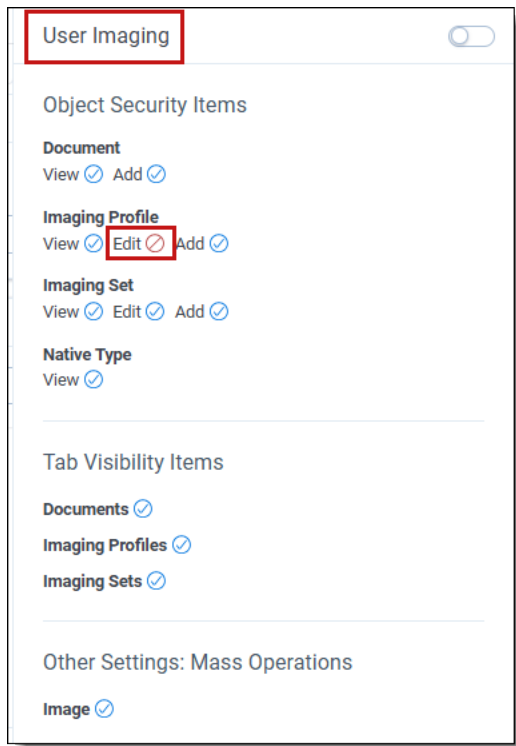 User Imaging
Object Security Items
Document
View Add
Imaging Profile
View Edit Add
Imaging Set
View Edit Add
Native Type
View
Tab Visibility Items
Documents
Imaging Profiles
Imaging Sets
Other Settings: Mass Operations
Image